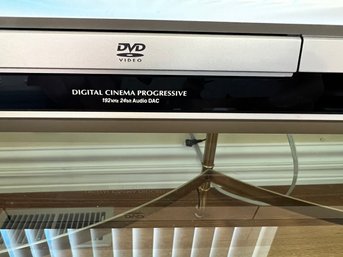 DVD
VIDEO
DIGITAL CINEMA PROGRESSIVE
192kHz 24Bit Audio DAC